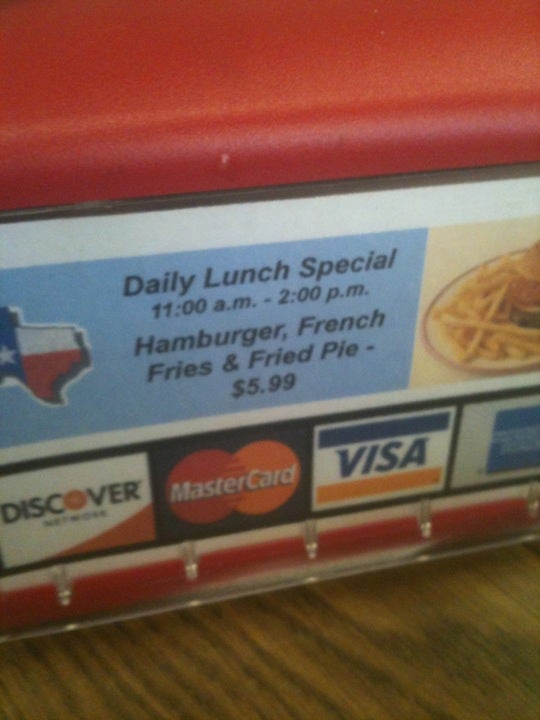 Daily Lunch Special
11:00 a.m. - 2:00 p.m.
Hamburger, French
Fries & Fried Pie -
$5.99
DISCOVER
NETWORK
MasterCard
VISA